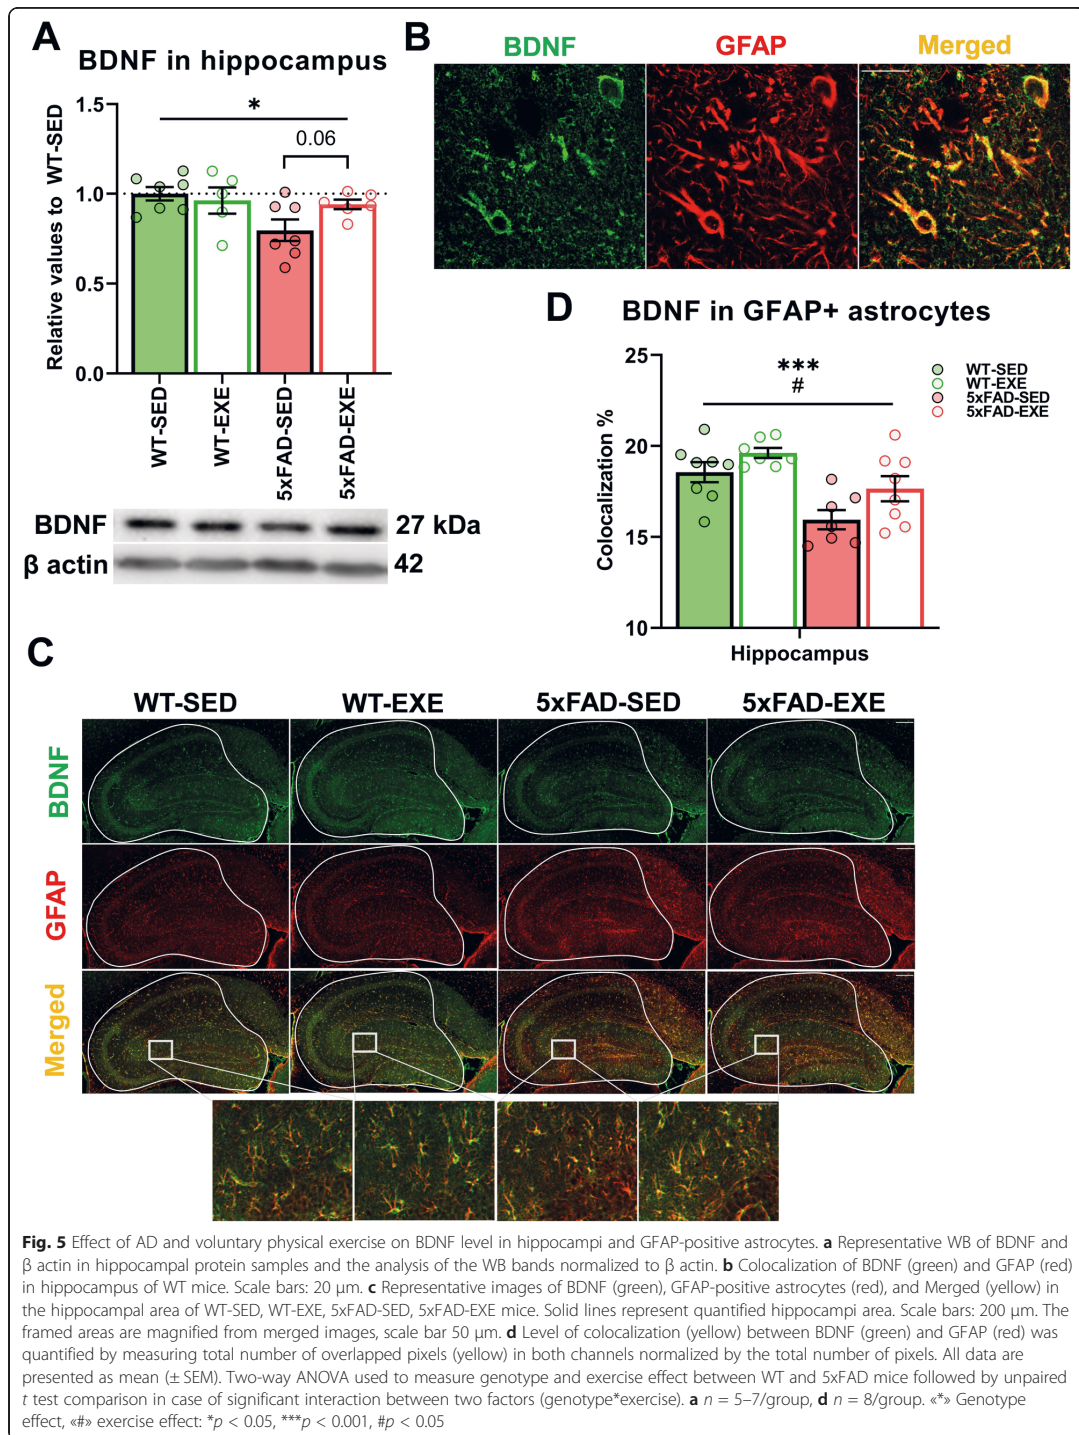 A
BDNF in hippocampus
Relative values to WT-SED
1.5
1.0
0.5
0.0
*
0.06
WT-SED
WT-EXE
5xFAD-SED
5xFAD-EXE
BDNF
27 kDa
β actin
42
B
BDNF
GFAP
Merged
D
BDNF in GFAP+ astrocytes
Colocalization %
25
20
15
10
***
#
Hippocampus
WT-SED
WT-EXE
5xFAD-SED
5xFAD-EXE
C
WT-SED
WT-EXE
5xFAD-SED
5xFAD-EXE
BDNF
GFAP
Merged
Fig. 5 Effect of AD and voluntary physical exercise on BDNF level in hippocampi and GFAP-positive astrocytes. a Representative WB of BDNF and
β actin in hippocampal protein samples and the analysis of the WB bands normalized to β actin. b Colocalization of BDNF (green) and GFAP (red)
in hippocampus of WT mice. Scale bars: 20 μm. c Representative images of BDNF (green), GFAP-positive astrocytes (red), and Merged (yellow) in
the hippocampal area of WT-SED, WT-EXE, 5xFAD-SED, 5xFAD-EXE mice. Solid lines represent quantified hippocampi area. Scale bars: 200 μm. The
framed areas are magnified from merged images, scale bar 50 μm. d Level of colocalization (yellow) between BDNF (green) and GFAP (red) was
quantified by measuring total number of overlapped pixels (yellow) in both channels normalized by the total number of pixels. All data are
presented as mean (± SEM). Two-way ANOVA used to measure genotype and exercise effect between WT and 5xFAD mice followed by unpaired
t test comparison in case of significant interaction between two factors (genotype*exercise). a n = 5–7/group, d n = 8/group. «*» Genotype
effect, «#» exercise effect: *p < 0.05, ***p < 0.001, #p < 0.05